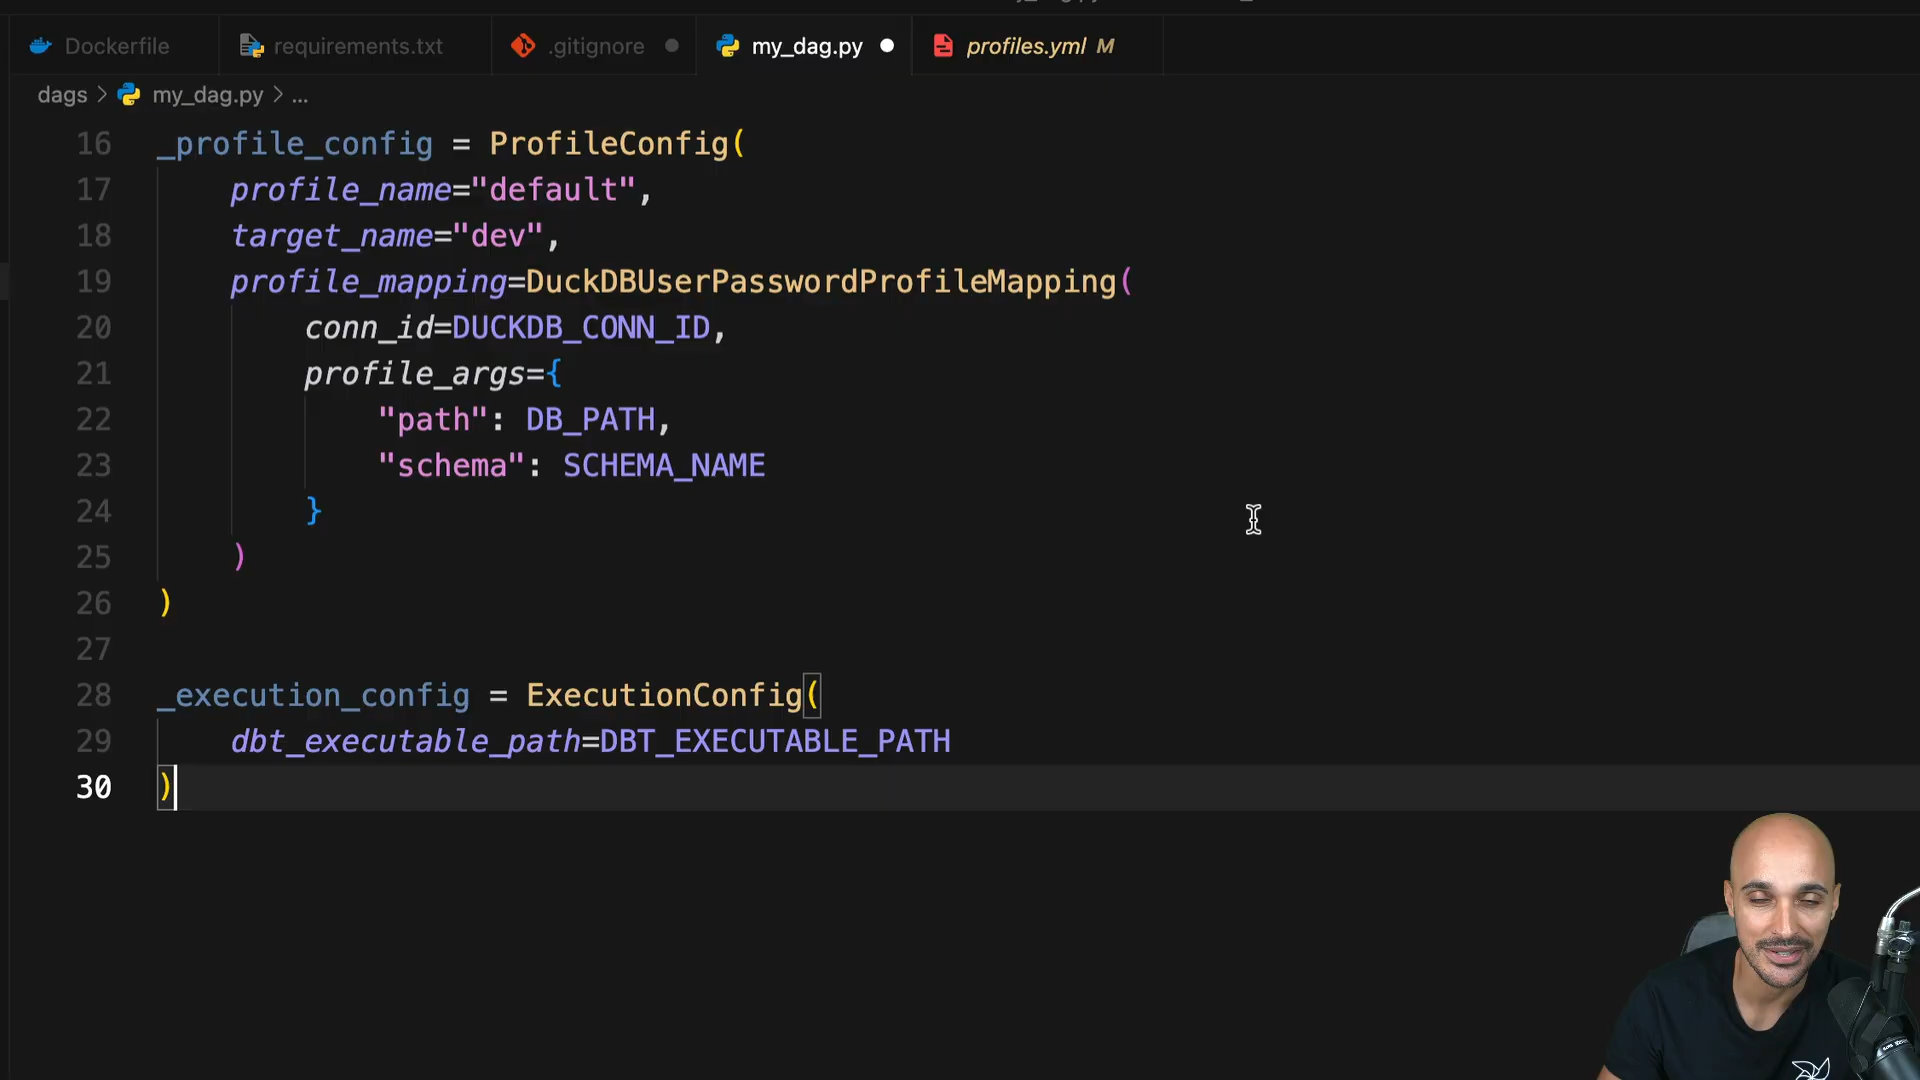 Dockerfile requirements.txt .gitignore my_dag.py profiles.yml M
dags > my_dag.py > ...
16 _profile_config = ProfileConfig(
17 profile_name="default",
18 target_name="dev",
19 profile_mapping=DuckDBUserPasswordProfileMapping(
20 conn_id=DUCKDB_CONN_ID,
21 profile_args={
22 "path": DB_PATH,
23 "schema": SCHEMA_NAME
24 }
25 )
26 )
27
28 _execution_config = ExecutionConfig(
29 dbt_executable_path=DBT_EXECUTABLE_PATH
30 )